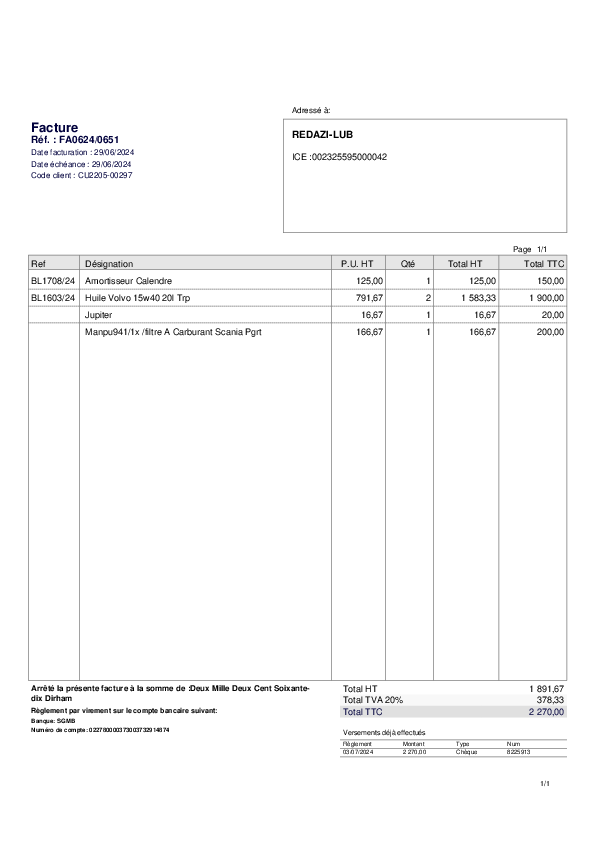 Adressé à:
Facture
Réf. : FA0624/0651
Date facturation : 29/06/2024
Date échéance : 29/06/2024
Code client : CU2205-00297
REDAZI-LUB
ICE :002325595000042
Page 1/1
Ref Désignation P.U. HT Qté Total HT Total TTC
BL1708/24 Amortisseur Calendre 125,00 1 125,00 150,00
BL1603/24 Huile Volvo 15w40 20l Trp 791,67 2 1 583,33 1 900,00
Jupiter 16,67 1 16,67 20,00
Manpu941/1x /filtre A Carburant Scania Pgrt 166,67 1 166,67 200,00
Arrêté la présente facture à la somme de :Deux Mille Deux Cent Soixante-
dix Dirham
Règlement par virement sur le compte bancaire suivant:
Banque: SGMB
Numéro de compte: 022780000373003732914874
Total HT 1 891,67
Total TVA 20% 378,33
Total TTC 2 270,00
Versements déjà effectués
Règlement Montant Type Num
03/07/2024 2 270,00 Chèque 8225913
1/1